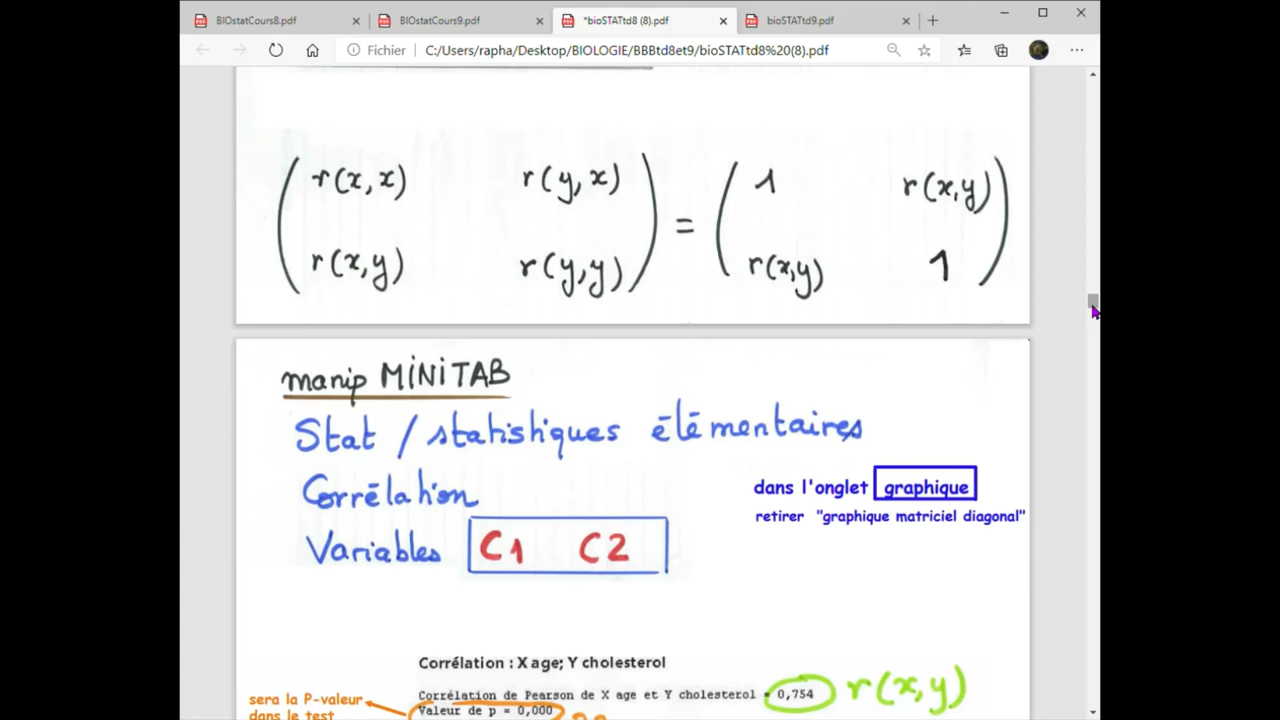 BIOstatCours8.pdf
BIOstatCours9.pdf
*bioSTATtd8 (8).pdf
bioSTATtd9.pdf
Fichier C:/Users/rapha/Desktop/BIOLOGIE/BBBtd8et9/bioSTATtd8%20(8).pdf
r(x,x) r(y,x) = 1 r(x,y)
r(x,y) r(y,y) r(x,y) 1
manip MINITAB
Stat / statistiques élémentaires
Corrélation
dans l'onglet graphique
retirer "graphique matriciel diagonal"
Variables C1 C2
Corrélation : X age; Y cholesterol
Corrélation de Pearson de X age et Y cholesterol = 0,754 r(x,y)
Valeur de p = 0,000
sera la P-valeur
dans le test